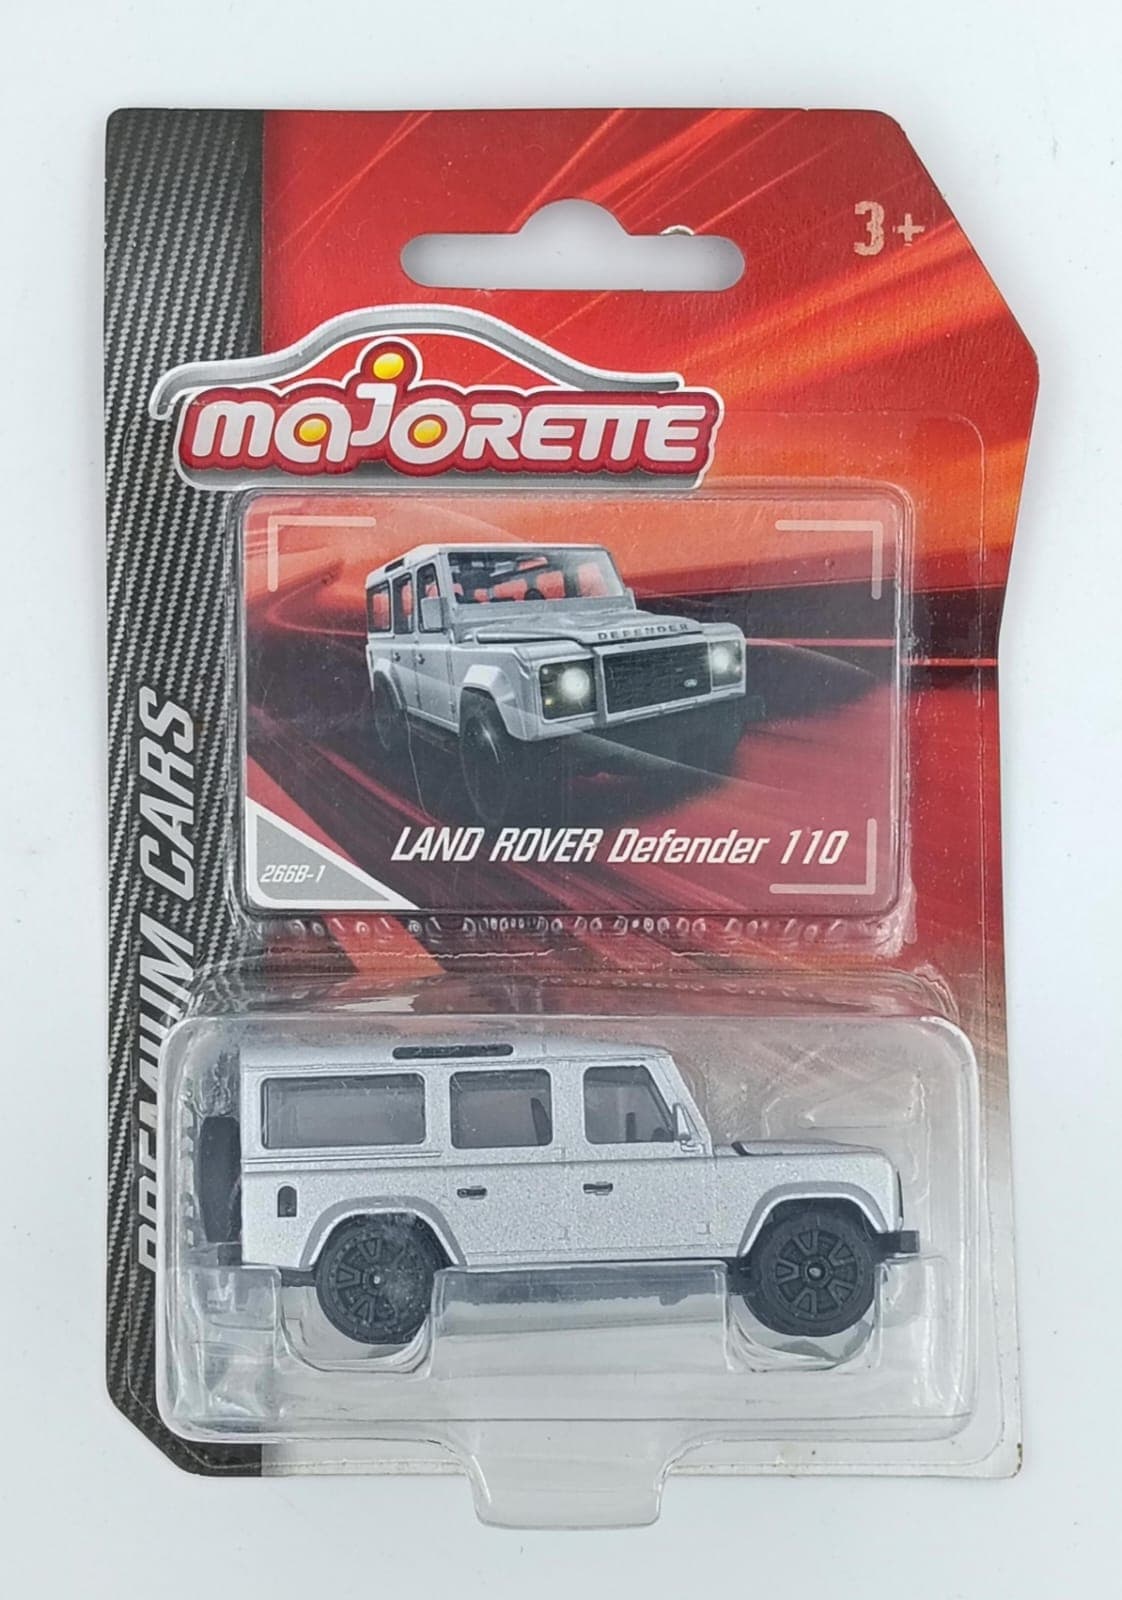 3+
majORETTE
DEFENDER
LAND ROVER Defender 110
266B-1
PREMIUM CARS